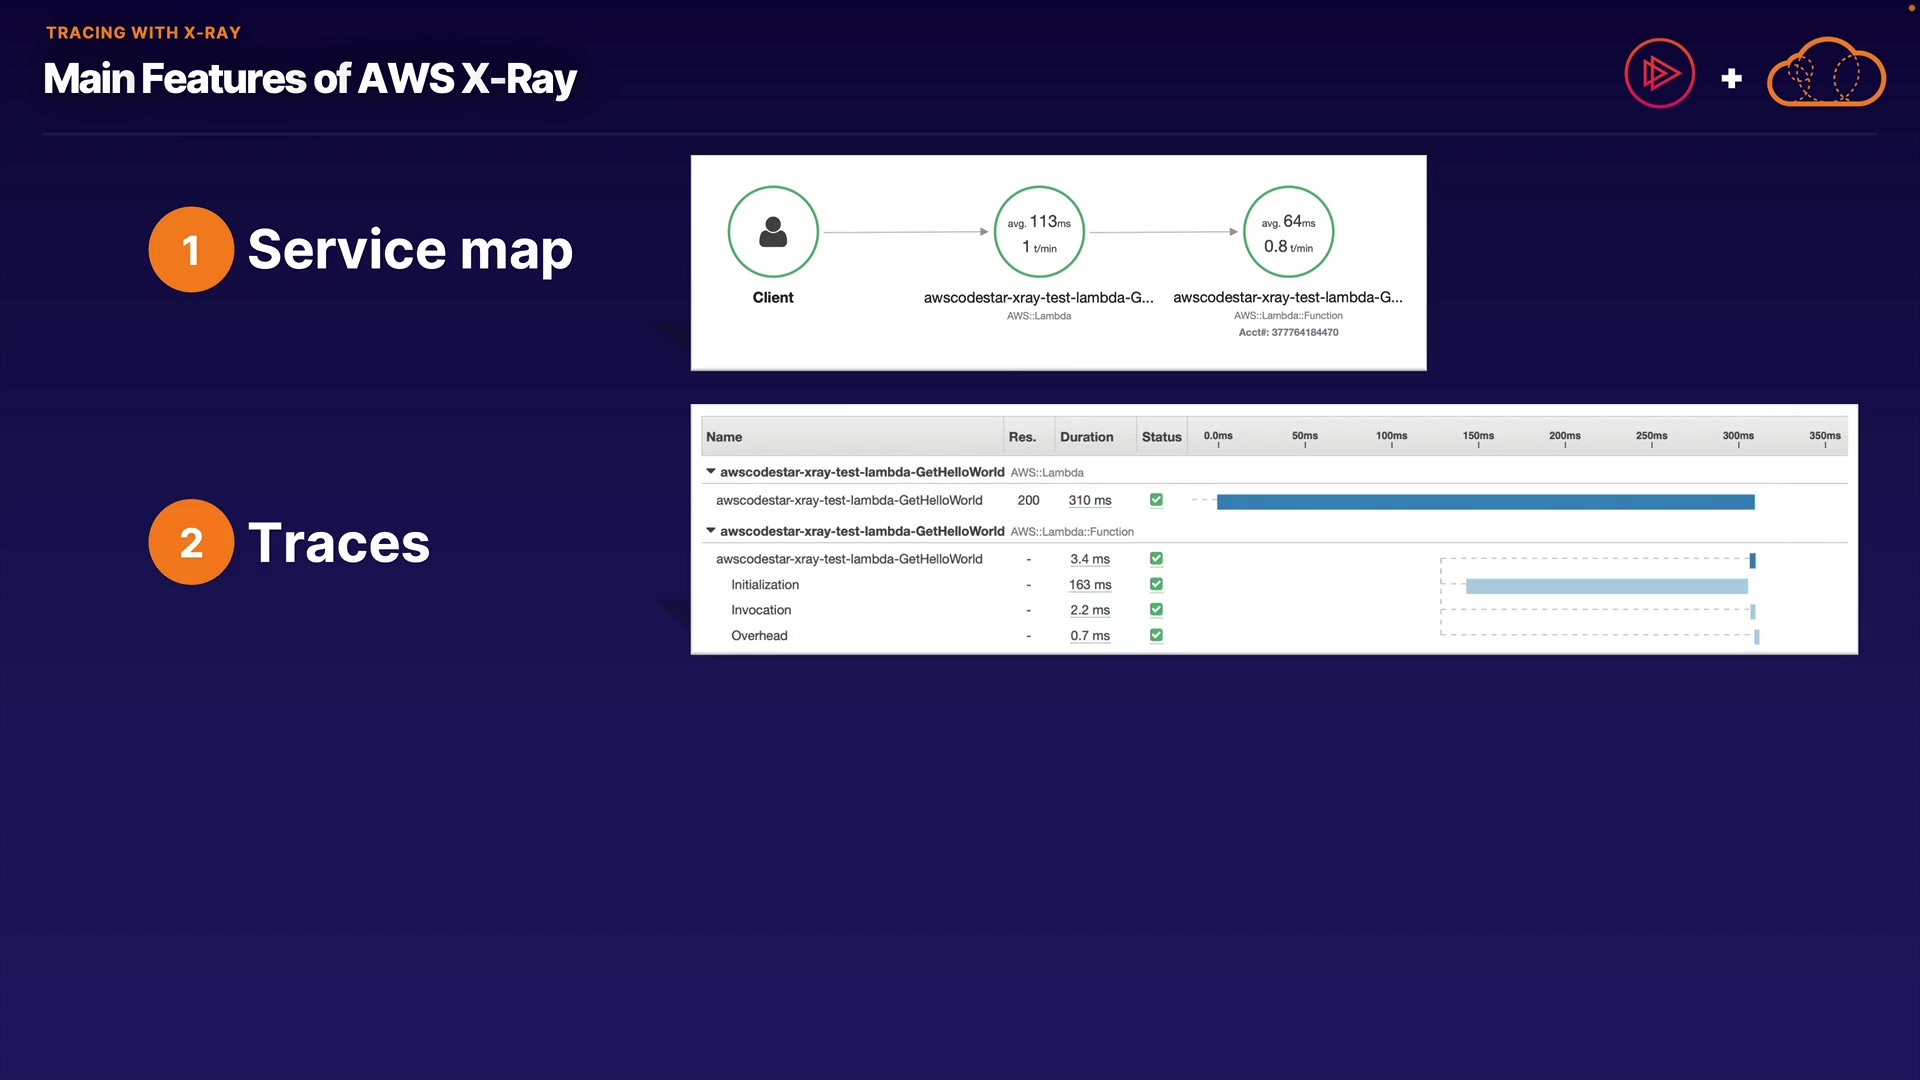 TRACING WITH X-RAY
Main Features of AWS X-Ray
1 Service map
avg. 113ms
1 t/min
avg. 64ms
0.8 t/min
Client
awscodestar-xray-test-lambda-G...
AWS::Lambda
awscodestar-xray-test-lambda-G...
AWS::Lambda::Function
Acct#: 377764184470
2 Traces
Name Res. Duration Status 0.0ms 50ms 100ms 150ms 200ms 250ms 300ms 350ms
awscodestar-xray-test-lambda-GetHelloWorld AWS::Lambda
awscodestar-xray-test-lambda-GetHelloWorld 200 310 ms
awscodestar-xray-test-lambda-GetHelloWorld AWS::Lambda::Function
awscodestar-xray-test-lambda-GetHelloWorld - 3.4 ms
Initialization - 163 ms
Invocation - 2.2 ms
Overhead - 0.7 ms